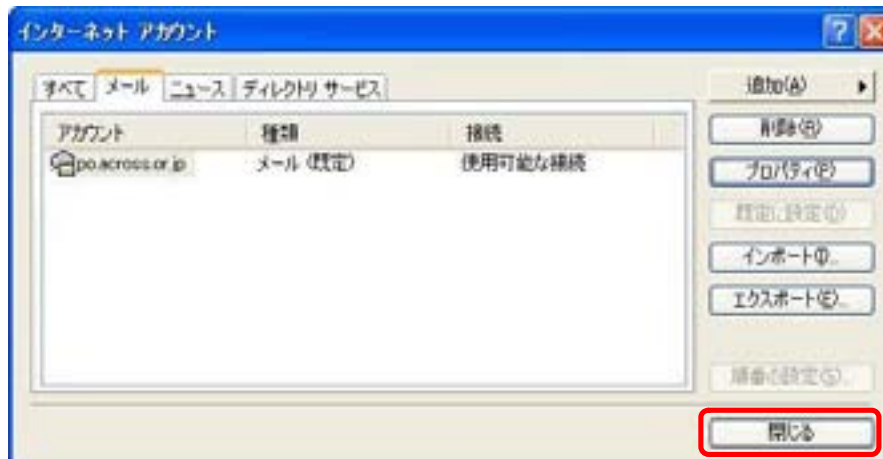 インターネット アカウント
すべて メール ニュース ディレクトリ サービス
アカウント 種類 接続
po.across.or.jp メール (既定) 使用可能な接続
追加(A)
削除(R)
プロパティ(P)
既定に設定(D)
インポート(I)...
エクスポート(E)...
順番の設定(S)...
閉じる